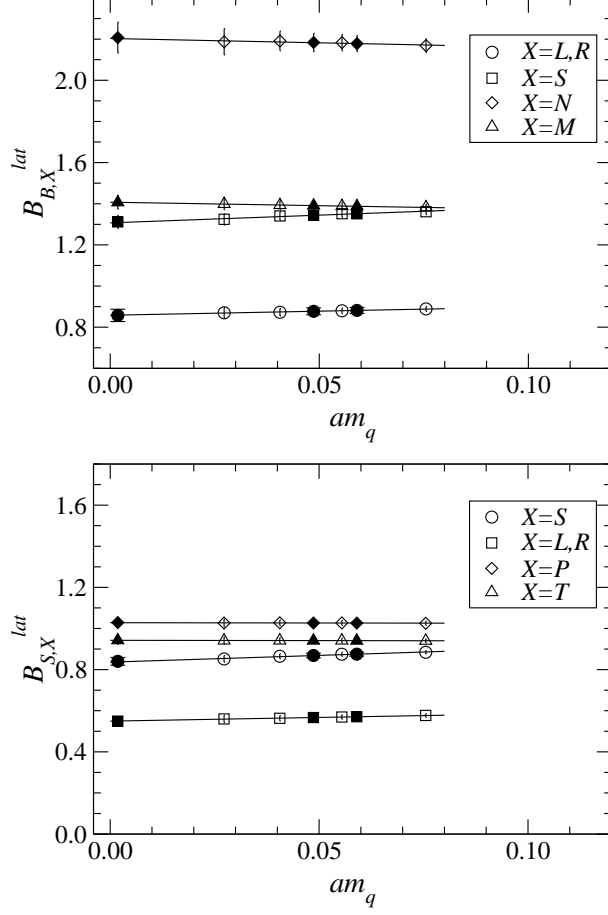 2.0
1.6
1.2
0.8
B_{B,X}^{lat}
X=L,R
X=S
X=N
X=M
0.00 0.05 0.10
am_q
1.6
1.2
0.8
0.4
0.0
B_{S,X}^{lat}
X=S
X=L,R
X=P
X=T
0.00 0.05 0.10
am_q